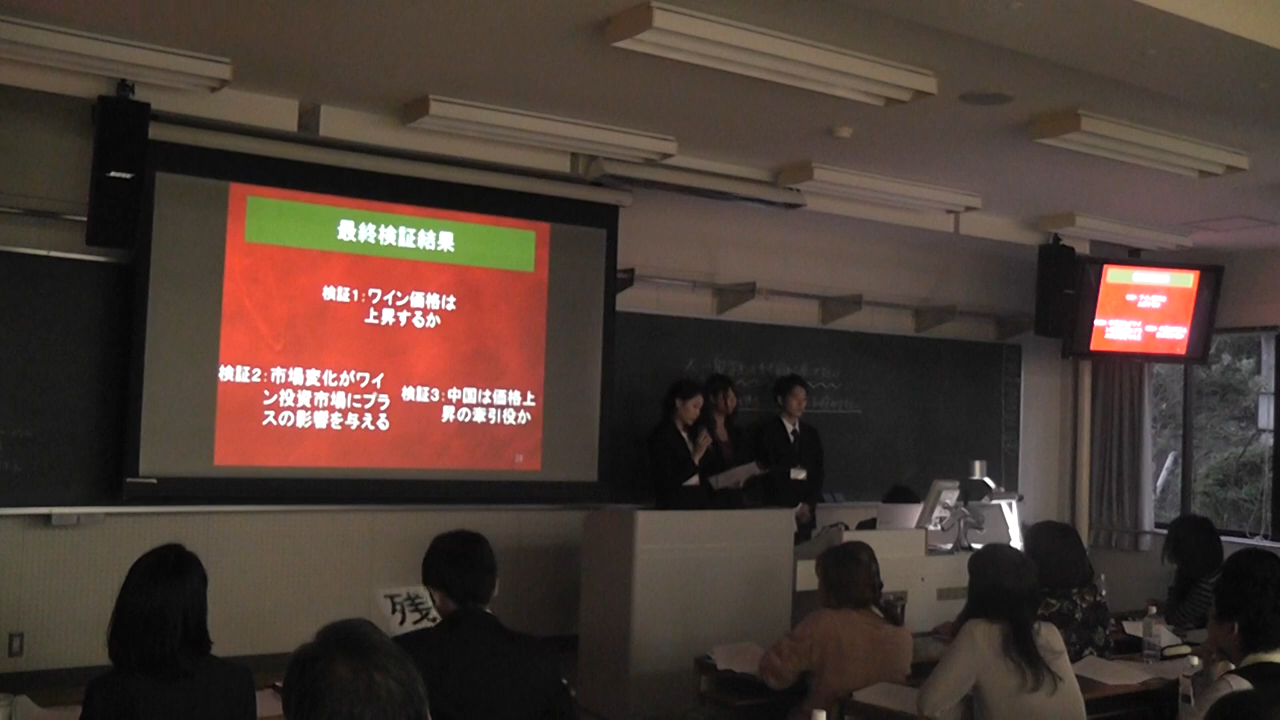 BOSE
最終検証結果
検証1:ワイン価格は
上昇するか
検証2:市場変化がワイ
ン投資市場にプラ
スの影響を与える
検証3:中国は価格上
昇の牽引役か
残